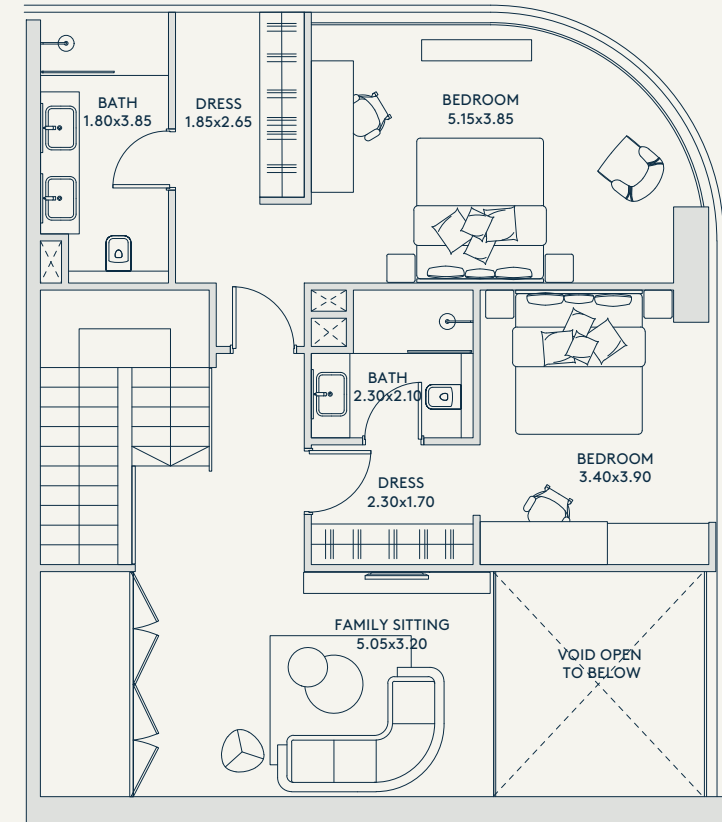 BATH
1.80x3.85
DRESS
1.85x2.65
BEDROOM
5.15x3.85
BATH
2.30x2.10
BEDROOM
3.40x3.90
DRESS
2.30x1.70
FAMILY SITTING
5.05x3.20
VOID OPEN
TO BELOW